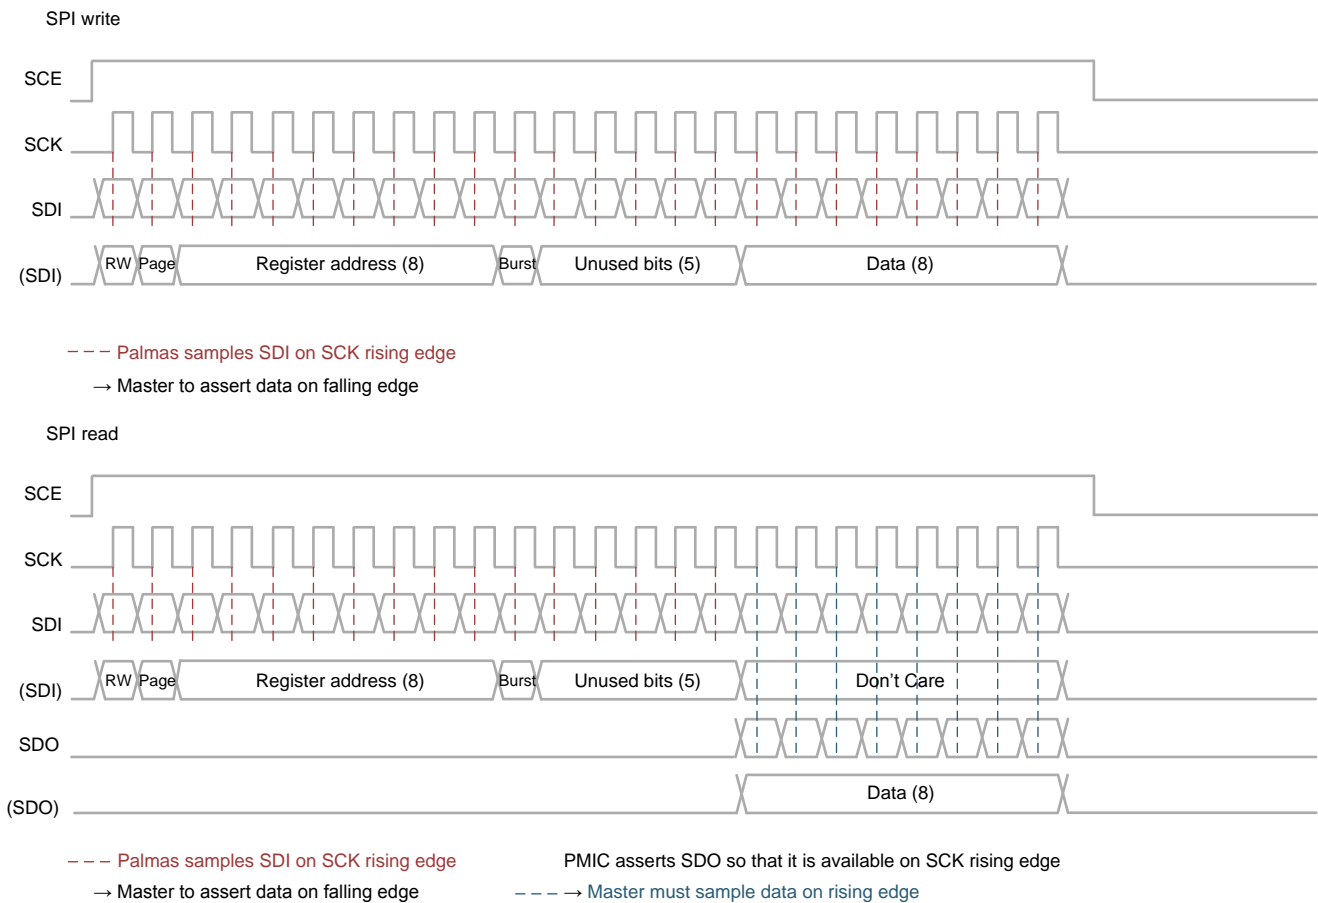 SPI write
SCE
SCK
SDI
(SDI) RW Page Register address (8) Burst Unused bits (5) Data (8)
--- Palmas samples SDI on SCK rising edge
→ Master to assert data on falling edge
SPI read
SCE
SCK
SDI
(SDI) RW Page Register address (8) Burst Unused bits (5) Don't Care
SDO
(SDO) Data (8)
--- Palmas samples SDI on SCK rising edge PMIC asserts SDO so that it is available on SCK rising edge
→ Master to assert data on falling edge --- → Master must sample data on rising edge